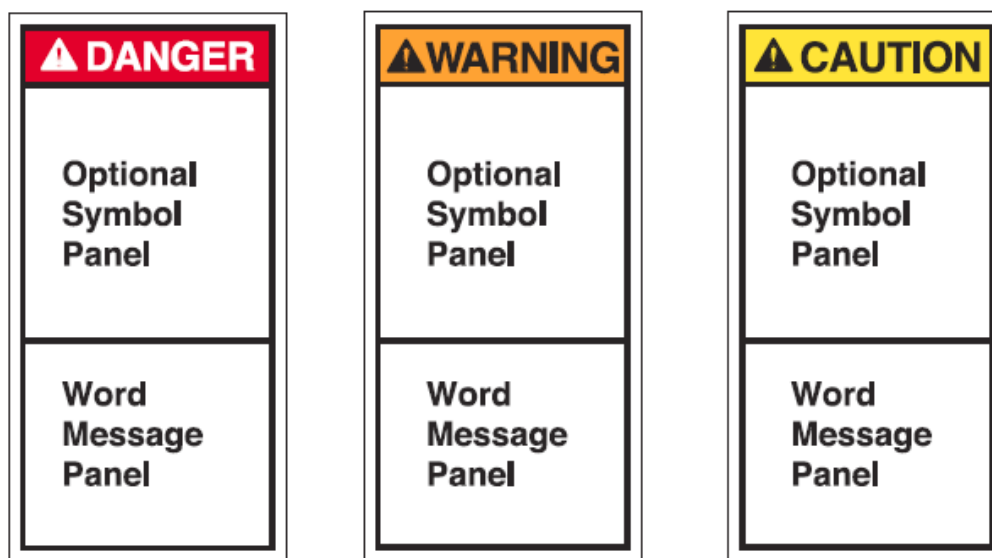 DANGER
Optional
Symbol
Panel
Word
Message
Panel
WARNING
Optional
Symbol
Panel
Word
Message
Panel
CAUTION
Optional
Symbol
Panel
Word
Message
Panel